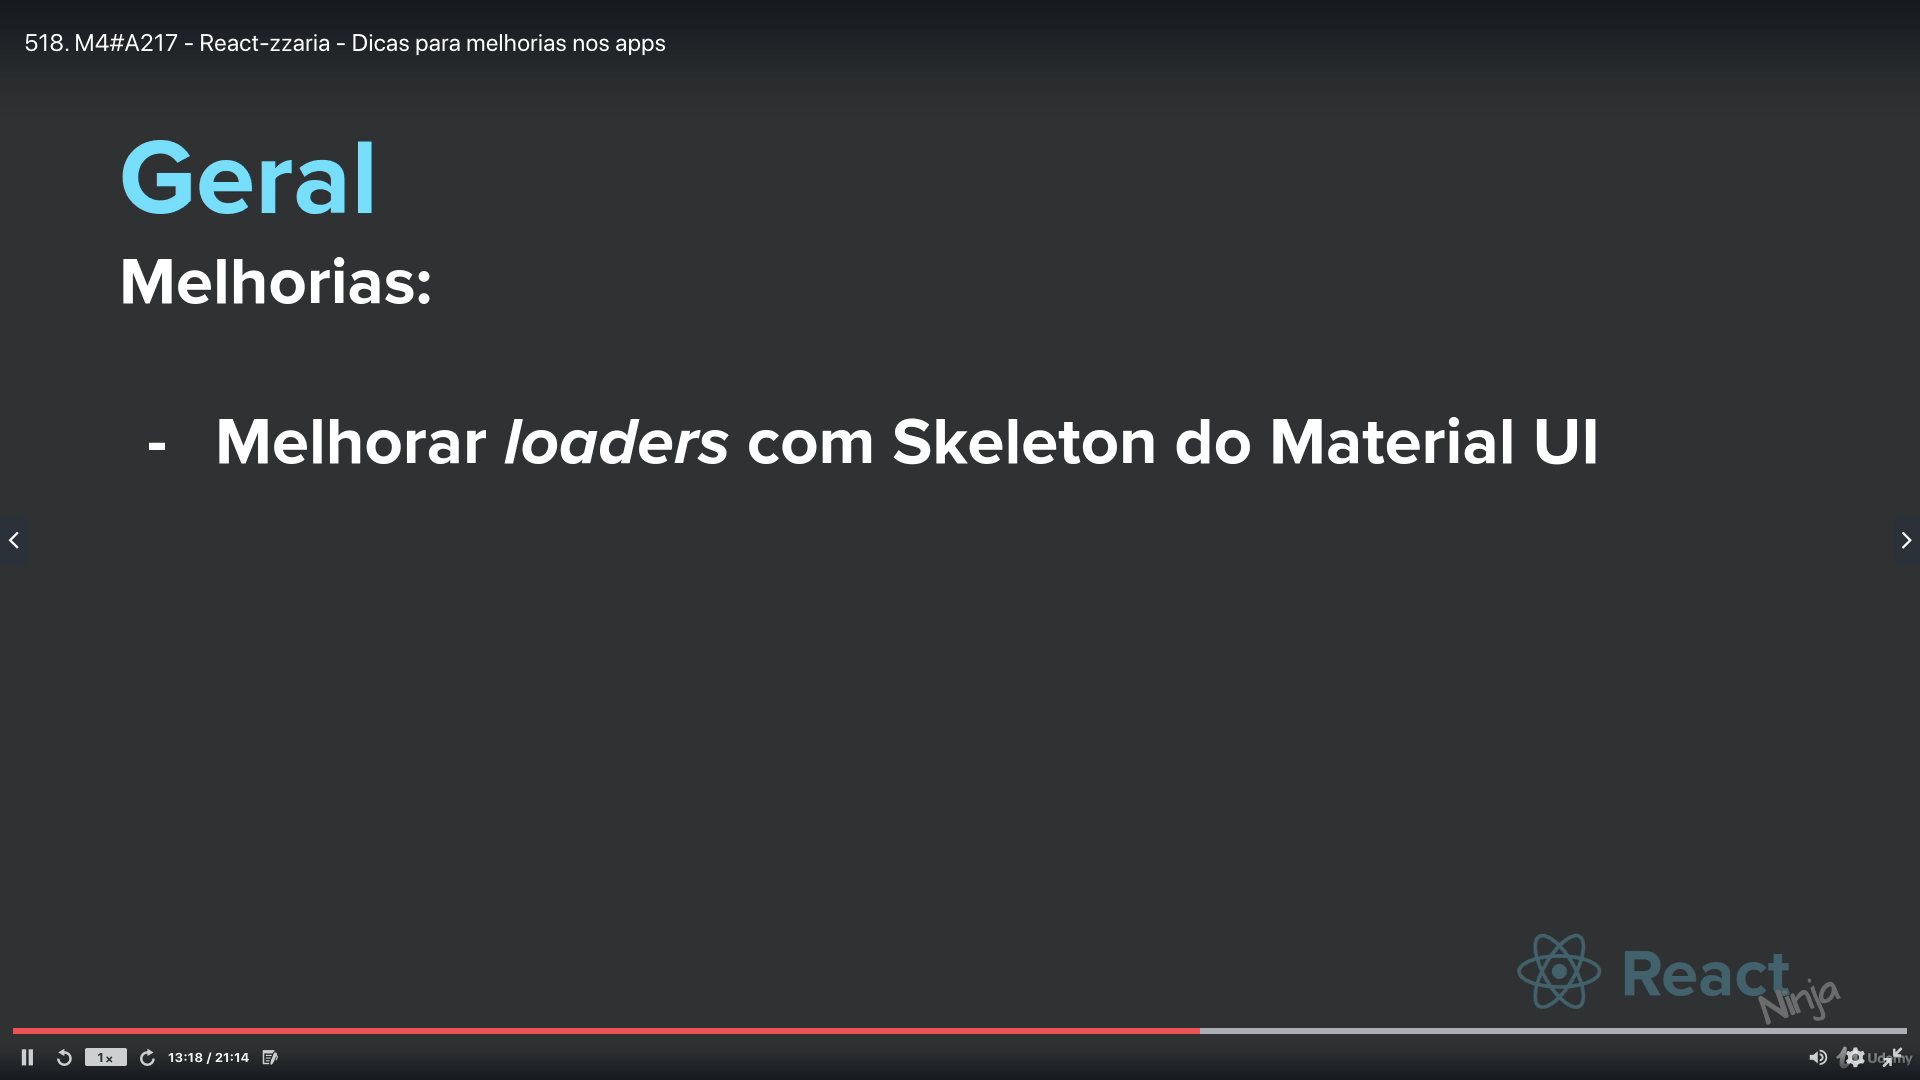 518. M4#A217 - React-zzaria - Dicas para melhorias nos apps
Geral
Melhorias:
- Melhorar loaders com Skeleton do Material UI
React
Ninja
1x
13:18 / 21:14
Udemy